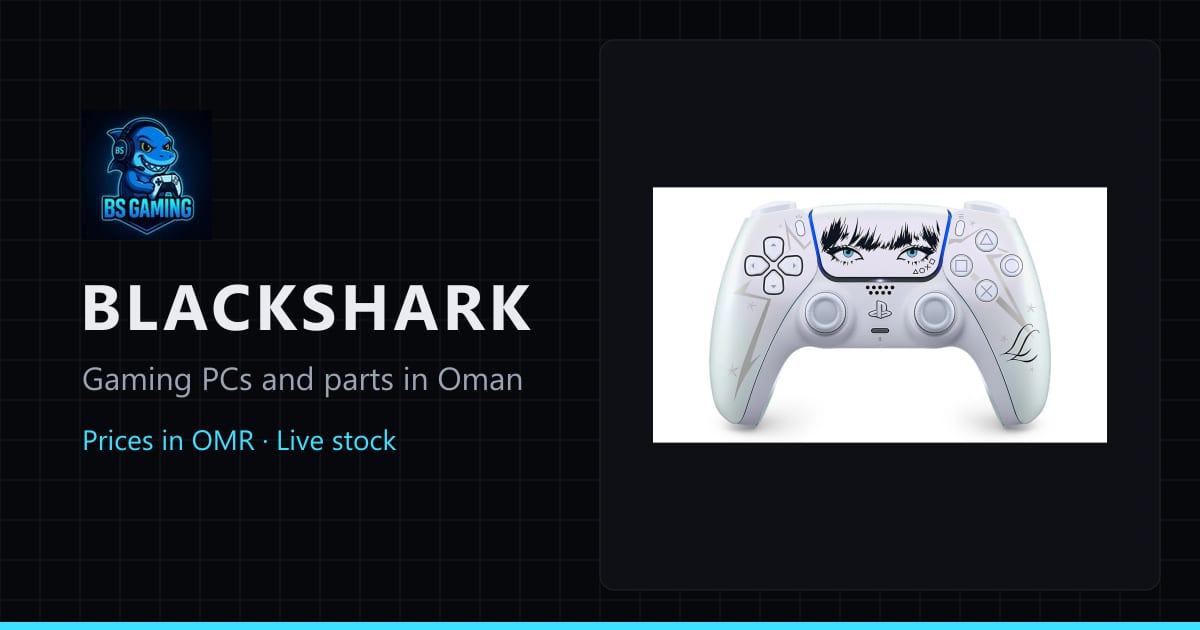 BS
BS GAMING
BLACKSHARK
Gaming PCs and parts in Oman
Prices in OMR · Live stock